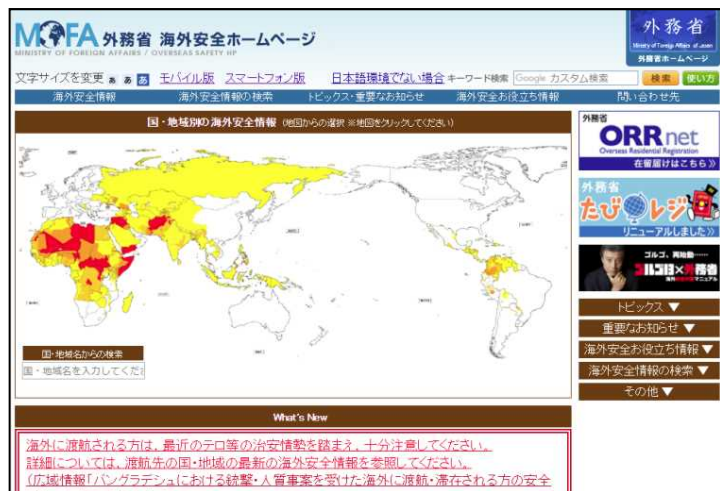 MOFA 外務省 海外安全ホームページ
MINISTRY OF FOREIGN AFFAIRS / OVERSEAS SAFETY HP
外務省
Ministry of Foreign Affairs of Japan
外務省ホームページ
文字サイズを変更 あ あ あ モバイル版 スマートフォン版 日本語環境でない場合 キーワード検索 Google カスタム検索 検索 使い方
海外安全情報 海外安全情報の検索 トピックス・重要なお知らせ 海外安全お役立ち情報 問い合わせ先
国・地域別の海外安全情報 (地図からの選択 ※地図をクリックしてください)
外務省
ORRnet
Overseas Residential Registration
在留届けはこちら》
外務省
たびレジ
リニューアルしました》
ゴルゴ、再始動……
ゴルゴ13×外務省
トピックス ▼
重要なお知らせ ▼
海外安全お役立ち情報 ▼
海外安全情報の検索 ▼
その他 ▼
国・地域名からの検索
国・地域名を入力してくだ
What's New
海外に渡航される方は、最近のテロ等の治安情勢を踏まえ、十分注意してください。
詳細については、渡航先の国・地域の最新の海外安全情報を参照してください。
(広域情報「バングラデシュにおける銃撃・人質事案を受けた海外に渡航・滞在される方の安全